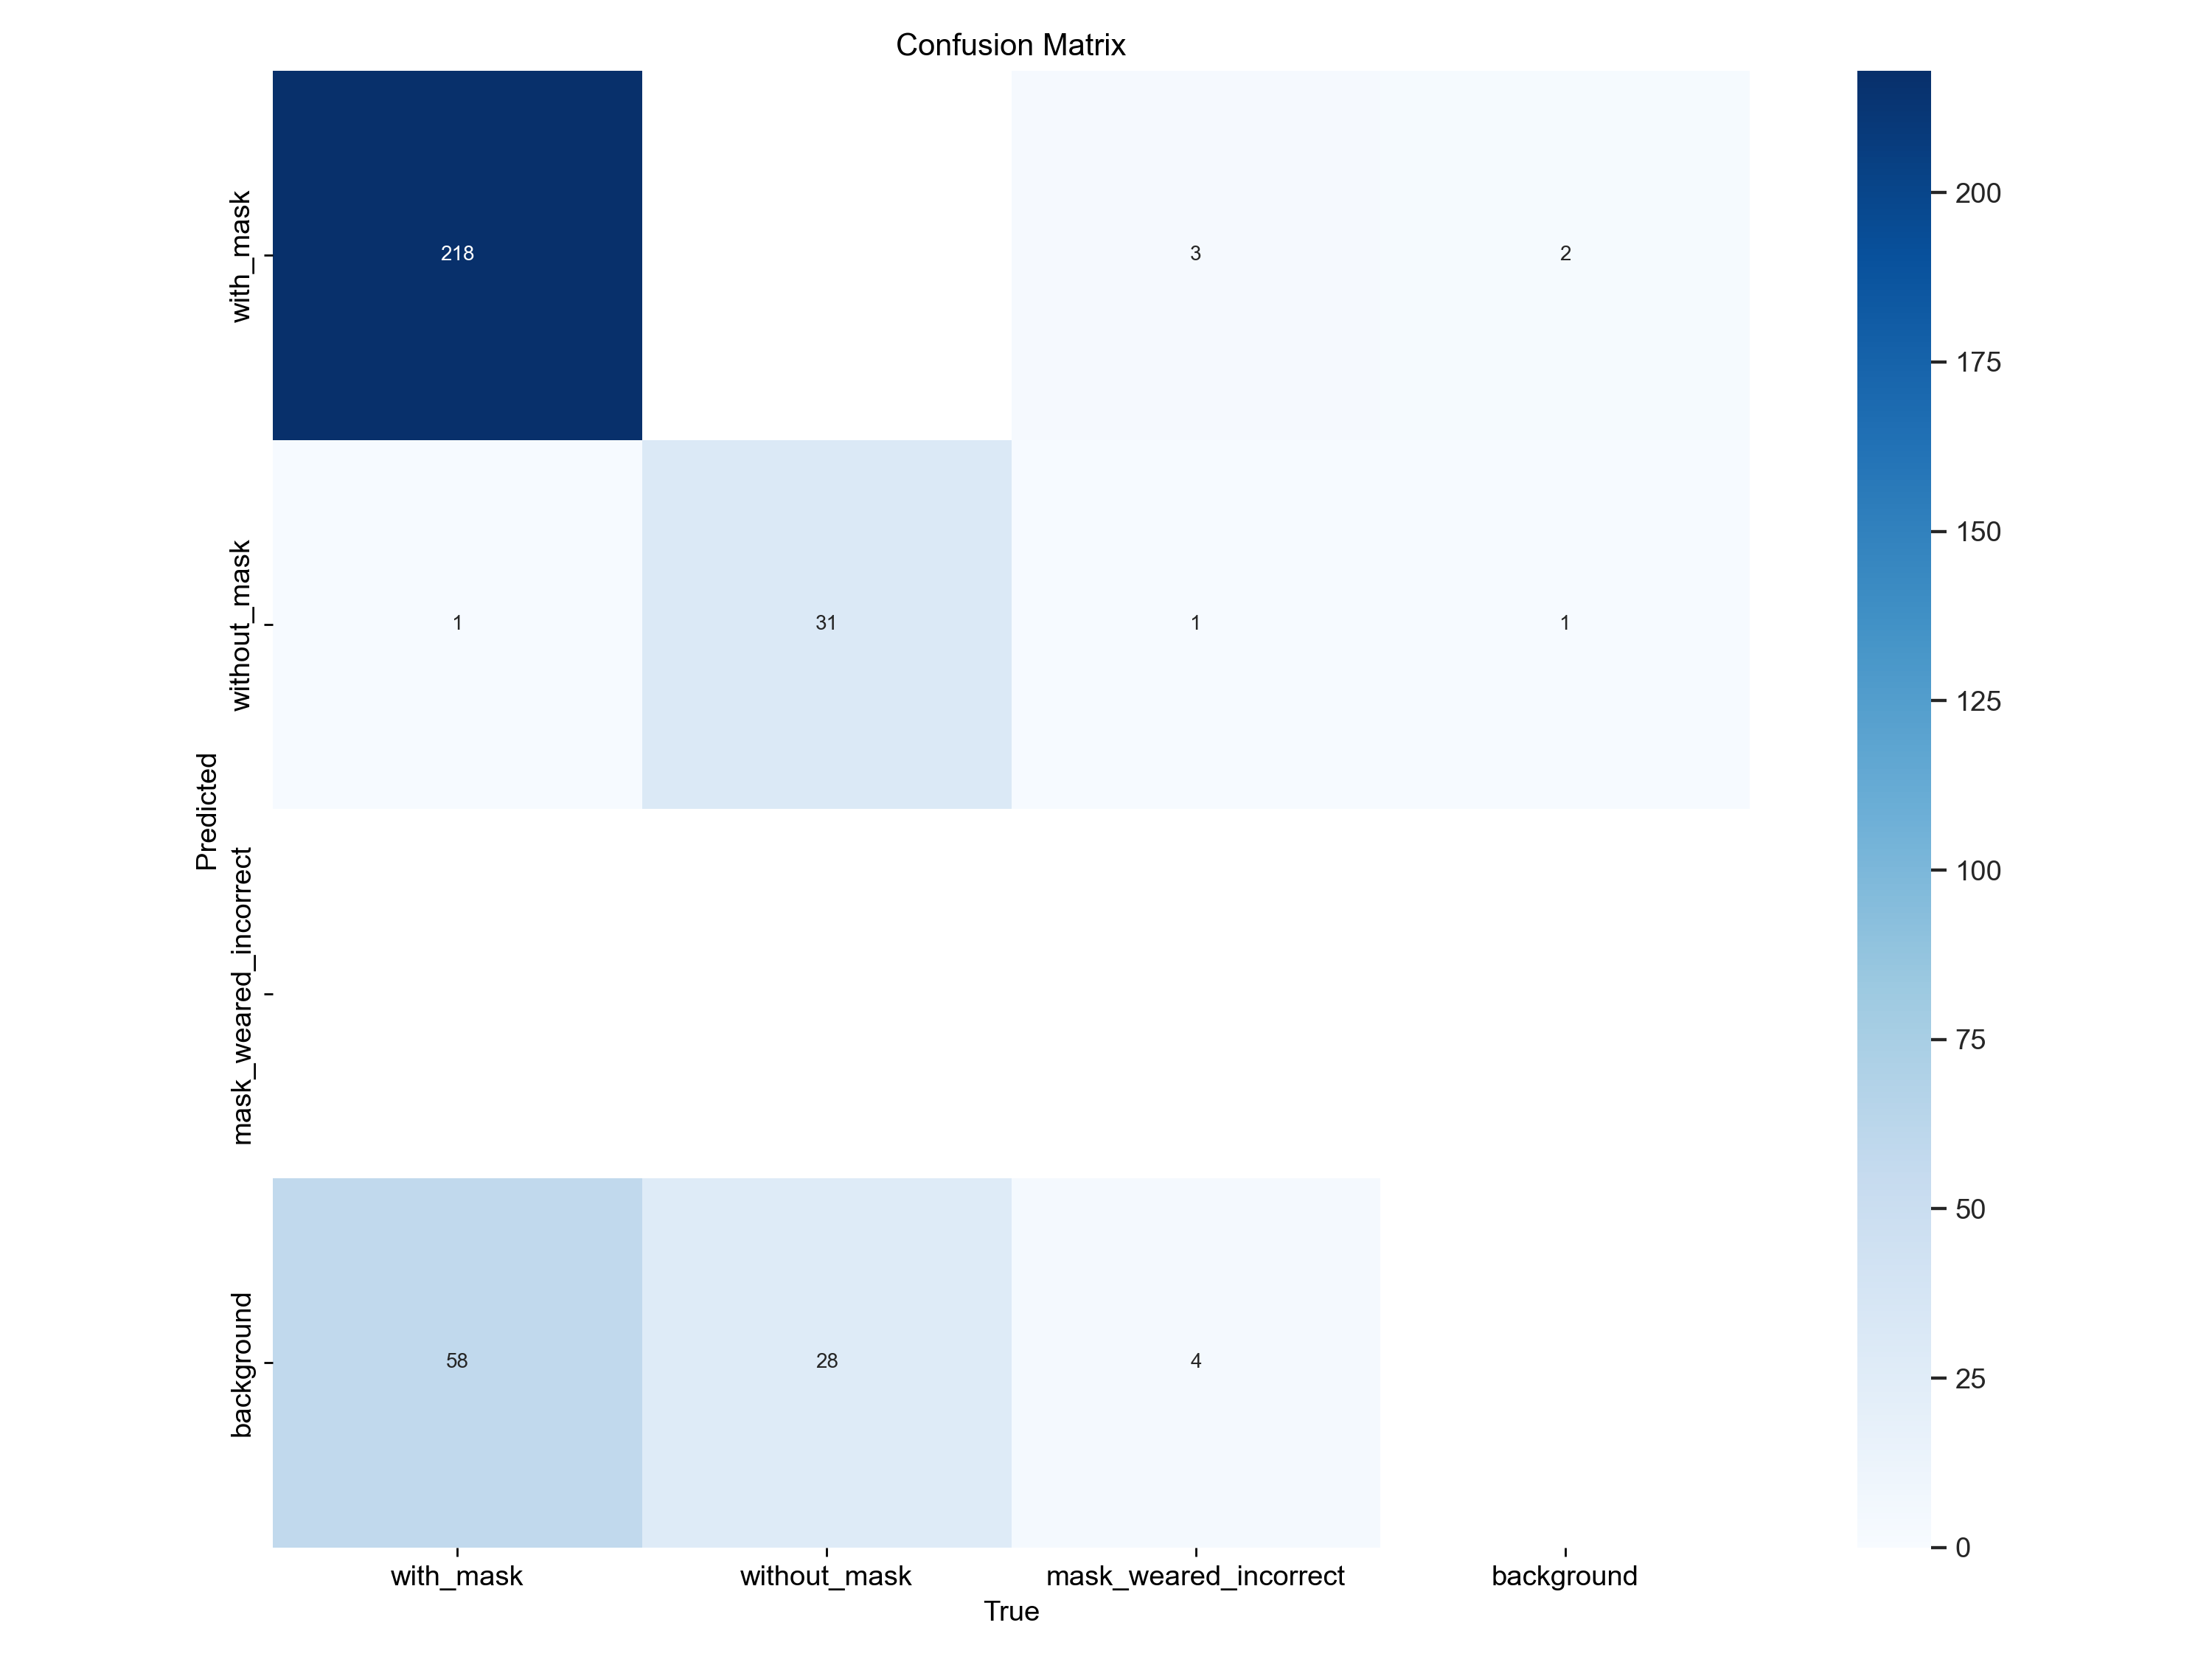 Confusion Matrix
Predicted
with_mask
218
3
2
without_mask
1
31
1
1
mask_weared_incorrect
background
58
28
4
with_mask
without_mask
mask_weared_incorrect
background
True
200
175
150
125
100
75
50
25
0